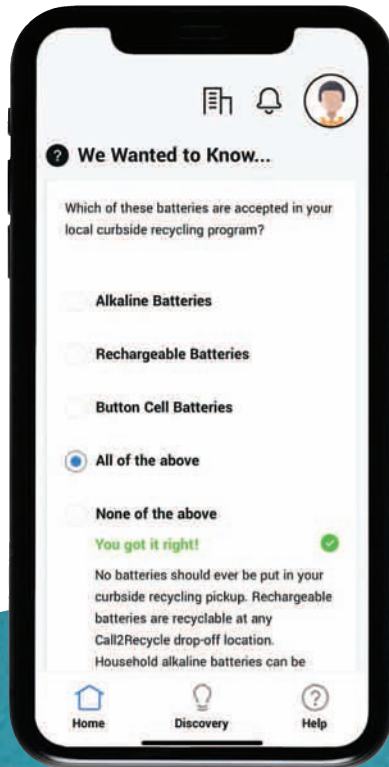 ? We Wanted to Know...
Which of these batteries are accepted in your
local curbside recycling program?
Alkaline Batteries
Rechargeable Batteries
Button Cell Batteries
All of the above
None of the above
You got it right!
No batteries should ever be put in your
curbside recycling pickup. Rechargeable
batteries are recyclable at any
Call2Recycle drop-off location.
Household alkaline batteries can be
Home Discovery ? Help